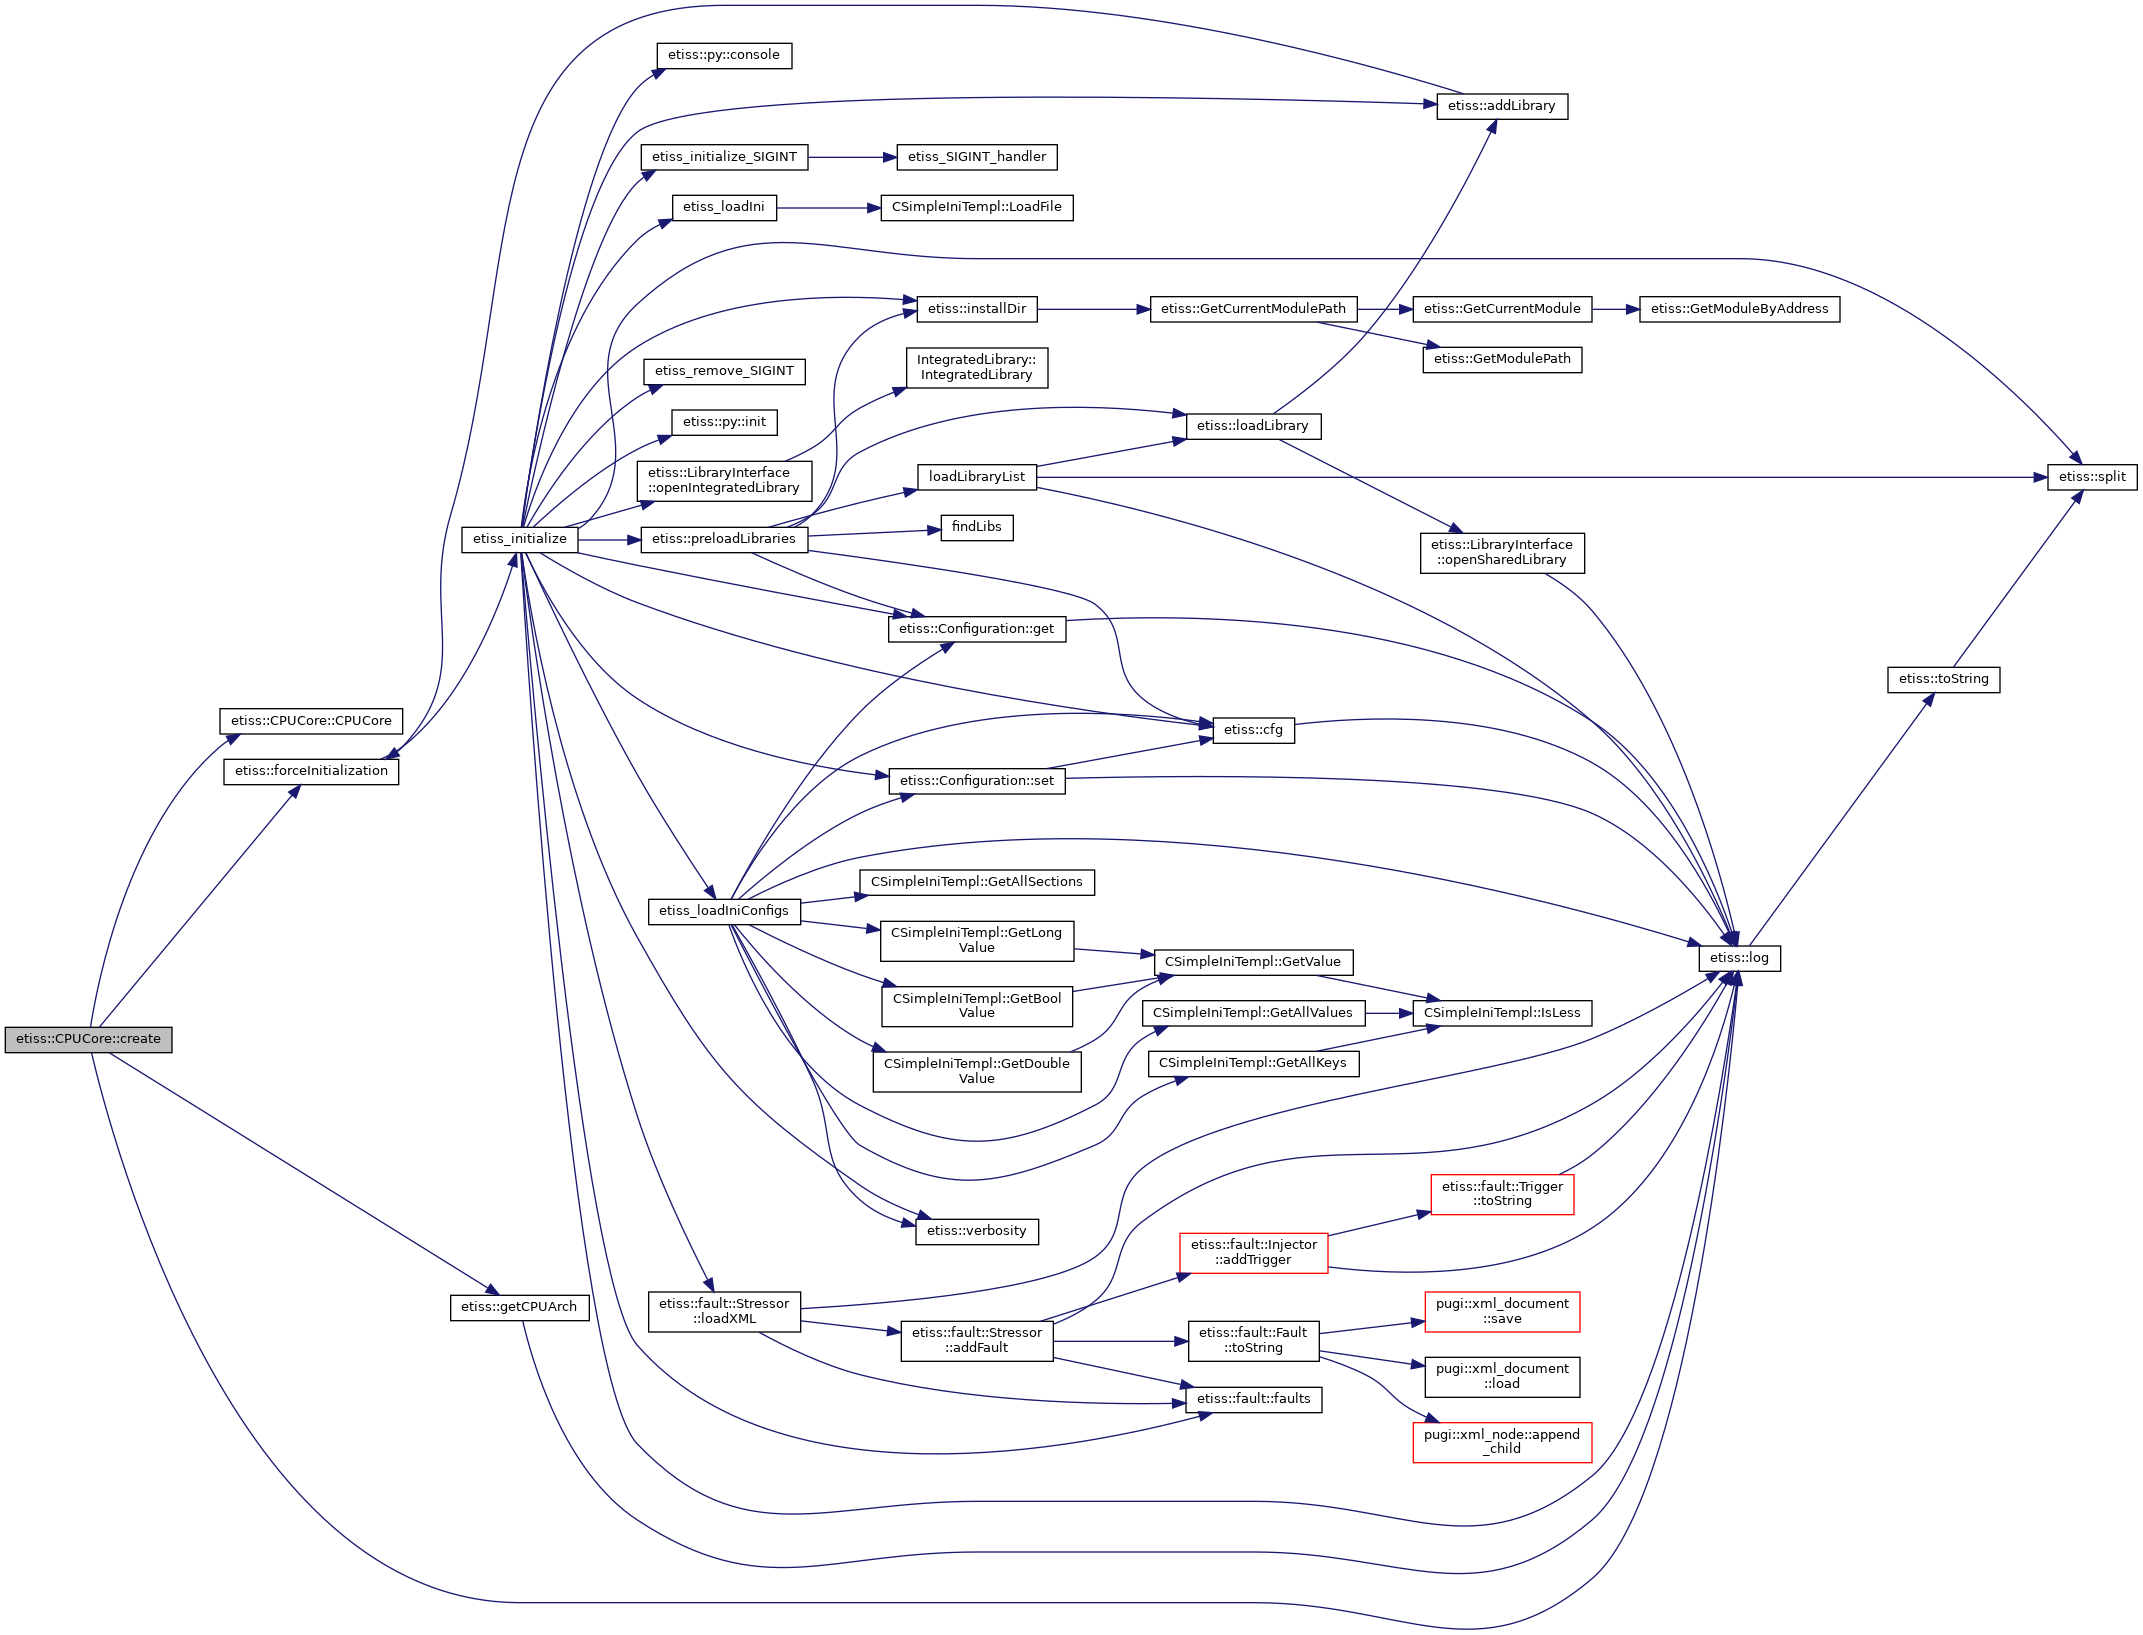 etiss::CPUCore::create
etiss::CPUCore::CPUCore
etiss::forceInitialization
etiss::getCPUArch
etiss_initialize
etiss::py::console
etiss_initialize_SIGINT
etiss_loadIni
etiss_remove_SIGINT
etiss::py::init
etiss::LibraryInterface
::openIntegratedLibrary
etiss::preloadLibraries
etiss_loadIniConfigs
etiss::fault::Stressor
::loadXML
etiss_SIGINT_handler
CSimpleIniTempl::LoadFile
etiss::installDir
IntegratedLibrary::
IntegratedLibrary
loadLibraryList
findLibs
etiss::Configuration::get
etiss::Configuration::set
CSimpleIniTempl::GetAllSections
CSimpleIniTempl::GetLong
Value
CSimpleIniTempl::GetBool
Value
CSimpleIniTempl::GetDouble
Value
etiss::verbosity
etiss::fault::Stressor
::addFault
etiss::GetCurrentModulePath
etiss::loadLibrary
etiss::cfg
CSimpleIniTempl::GetValue
CSimpleIniTempl::GetAllValues
CSimpleIniTempl::GetAllKeys
etiss::fault::Injector
::addTrigger
etiss::fault::Fault
::toString
etiss::fault::faults
etiss::addLibrary
etiss::GetCurrentModule
etiss::GetModulePath
etiss::LibraryInterface
::openSharedLibrary
CSimpleIniTempl::IsLess
etiss::fault::Trigger
::toString
pugi::xml_document
::save
pugi::xml_document
::load
pugi::xml_node::append
_child
etiss::GetModuleByAddress
etiss::log
etiss::toString
etiss::split